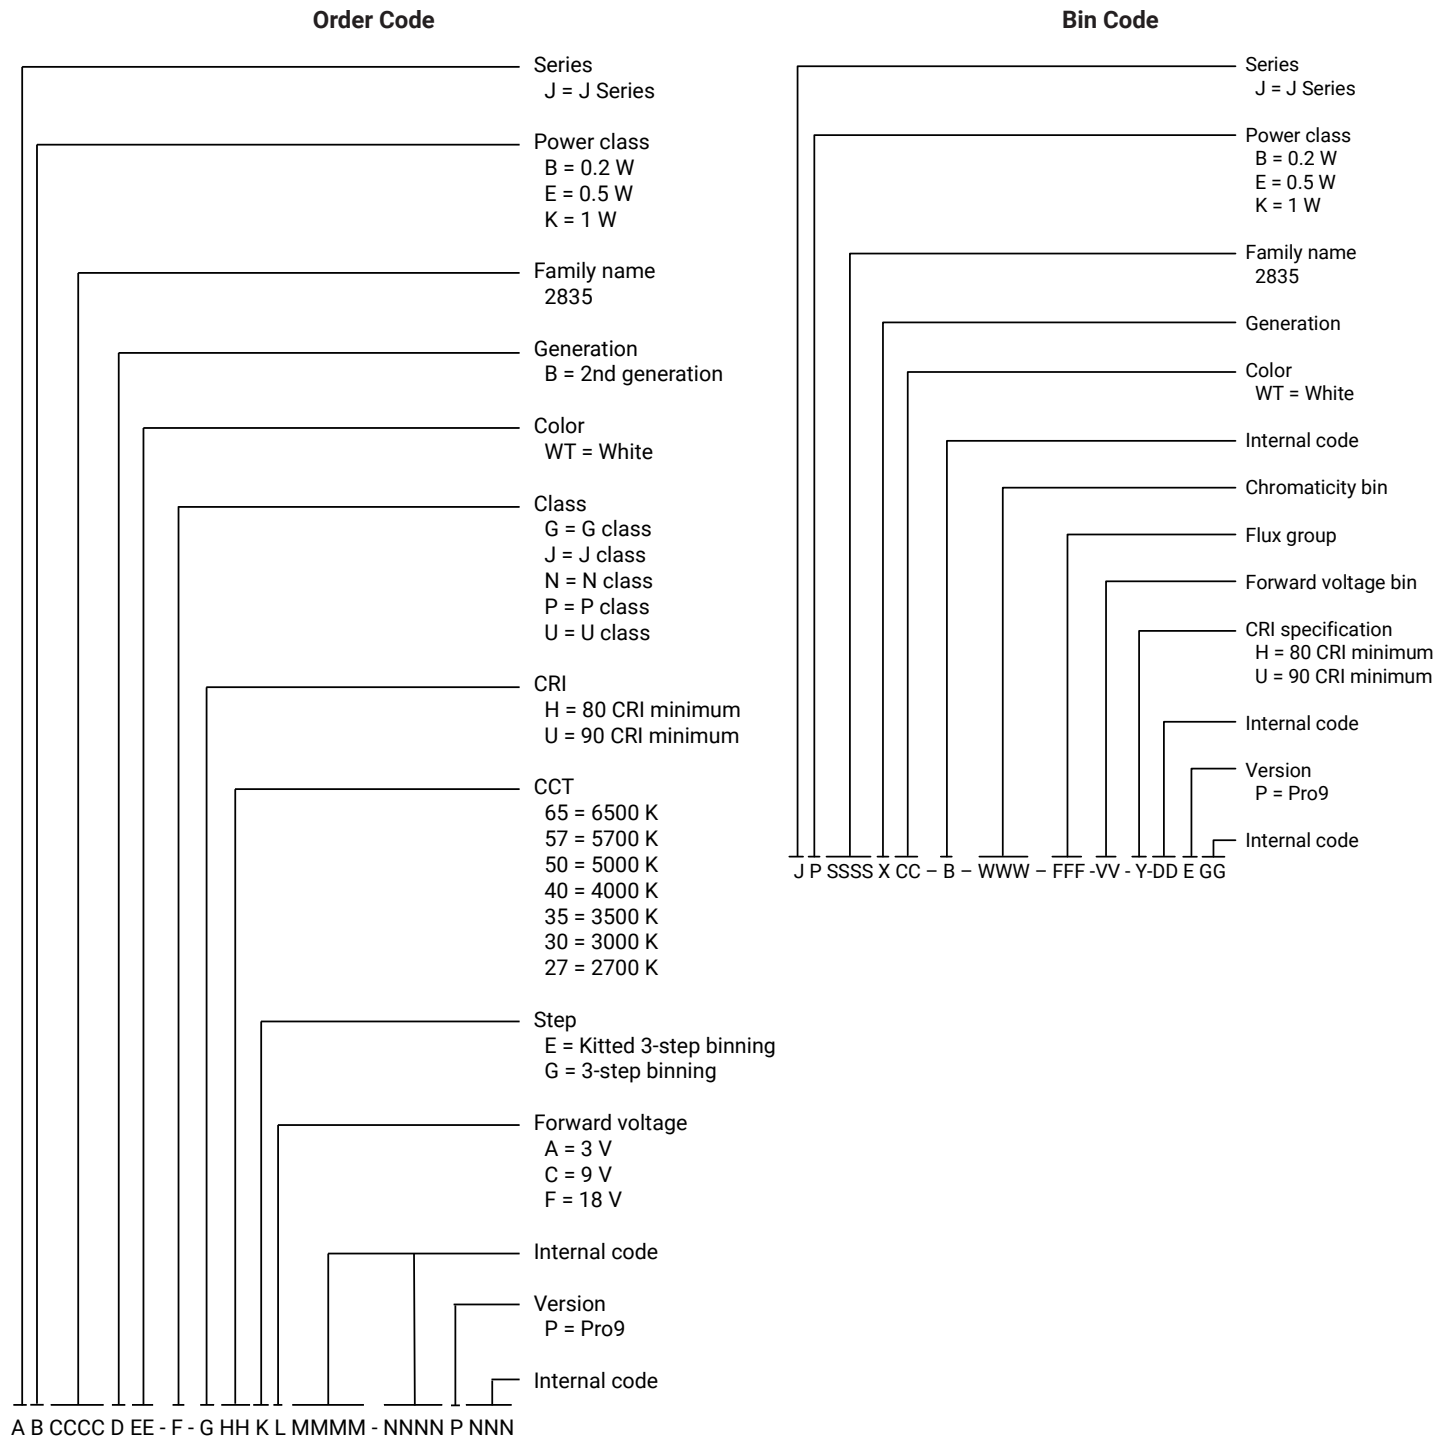 Order Code
Series
J = J Series
Power class
B = 0.2 W
E = 0.5 W
K = 1 W
Family name
2835
Generation
B = 2nd generation
Color
WT = White
Class
G = G class
J = J class
N = N class
P = P class
U = U class
CRI
H = 80 CRI minimum
U = 90 CRI minimum
CCT
65 = 6500 K
57 = 5700 K
50 = 5000 K
40 = 4000 K
35 = 3500 K
30 = 3000 K
27 = 2700 K
Step
E = Kitted 3-step binning
G = 3-step binning
Forward voltage
A = 3 V
C = 9 V
F = 18 V
Internal code
Version
P = Pro9
Internal code
A B CCCC D EE - F - G HH K L MMMM - NNNN P NNN
Bin Code
Series
J = J Series
Power class
B = 0.2 W
E = 0.5 W
K = 1 W
Family name
2835
Generation
Color
WT = White
Internal code
Chromaticity bin
Flux group
Forward voltage bin
CRI specification
H = 80 CRI minimum
U = 90 CRI minimum
Internal code
Version
P = Pro9
Internal code
J P SSSS X CC – B – WWW – FFF -VV - Y-DD E GG